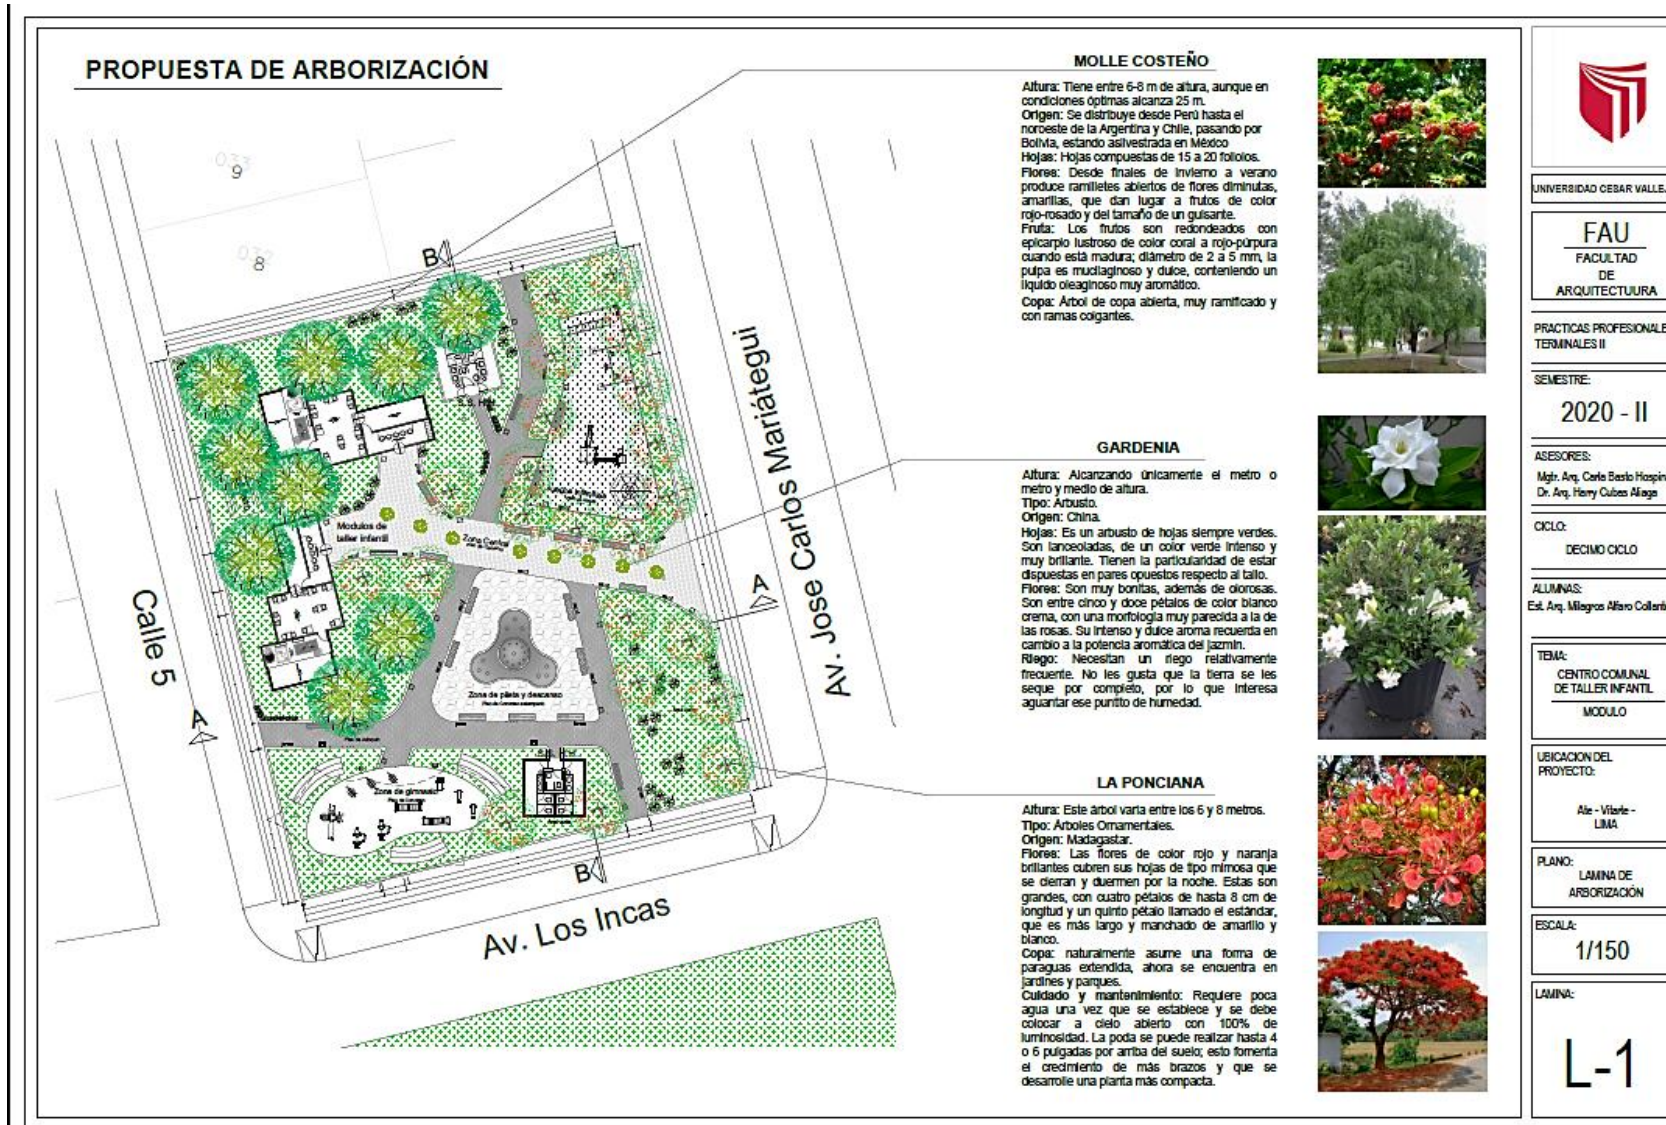 PROPUESTA DE ARBORIZACIÓN
033
9
032
8
B
Modulos de
taller infantil
Zona Central
Zona de pileta y descanso
Zona de gimnasio
A
A
B
Calle 5
Av. Jose Carlos Mariátegui
Av. Los Incas
MOLLE COSTEÑO
Altura: Tiene entre 6-8 m de altura, aunque en
condiciones óptimas alcanza 25 m.
Origen: Se distribuye desde Perú hasta el
noroeste de la Argentina y Chile, pasando por
Bolivia, estando asilvestrada en México
Hojas: Hojas compuestas de 15 a 20 foliolos.
Flores: Desde finales de invierno a verano
produce ramilletes abiertos de flores diminutas,
amarillas, que dan lugar a frutos de color
rojo-rosado y del tamaño de un guisante.
Fruta: Los frutos son redondeados con
epicarpio lustroso de color coral a rojo-púrpura
cuando está madura; diámetro de 2 a 5 mm, la
pulpa es mucilaginoso y dulce, conteniendo un
líquido oleaginoso muy aromático.
Copa: Árbol de copa abierta, muy ramificado y
con ramas colgantes.
GARDENIA
Altura: Alcanzando únicamente el metro o
metro y medio de altura.
Tipo: Arbusto.
Origen: China.
Hojas: Es un arbusto de hojas siempre verdes.
Son lanceoladas, de un color verde intenso y
muy brillante. Tienen la particularidad de estar
dispuestas en pares opuestos respecto al tallo.
Flores: Son muy bonitas, además de olorosas.
Son entre cinco y doce pétalos de color blanco
crema, con una morfología muy parecida a la de
las rosas. Su intenso y dulce aroma recuerda en
cambio a la potencia aromática del jazmín.
Riego: Necesitan un riego relativamente
frecuente. No les gusta que la tierra se les
seque por completo, por lo que interesa
aguantar ese puntito de humedad.
LA PONCIANA
Altura: Este árbol varia entre los 6 y 8 metros.
Tipo: Árboles Ornamentales.
Origen: Madagastar.
Flores: Las flores de color rojo y naranja
brillantes cubren sus hojas de tipo mimosa que
se cierran y duermen por la noche. Estas son
grandes, con cuatro pétalos de hasta 8 cm de
longitud y un quinto pétalo llamado el estándar,
que es más largo y manchado de amarillo y
blanco.
Copa: naturalmente asume una forma de
paraguas extendida, ahora se encuentra en
jardines y parques.
Cuidado y mantenimiento: Requiere poca
agua una vez que se establece y se debe
colocar a cielo abierto con 100% de
luminosidad. La poda se puede realizar hasta 4
o 6 pulgadas por arriba del suelo; esto fomenta
el crecimiento de más brazos y que se
desarrolle una planta más compacta.
UNIVERSIDAD CESAR VALLEJ
FAU
FACULTAD
DE
ARQUITECTUURA
PRACTICAS PROFESIONALE
TERMINALES II
SEMESTRE:
2020 - II
ASESORES:
Mgtr. Arq. Carla Basto Hospin
Dr. Arq. Harry Cubas Aliaga
CICLO:
DECIMO CICLO
ALUMNAS:
Est. Arq. Milagros Alfaro Collant
TEMA:
CENTRO COMUNAL
DE TALLER INFANTIL
MODULO
UBICACION DEL
PROYECTO:
Ate - Vitarte -
LIMA
PLANO:
LAMINA DE
ARBORIZACIÓN
ESCALA:
1/150
LAMINA:
L-1